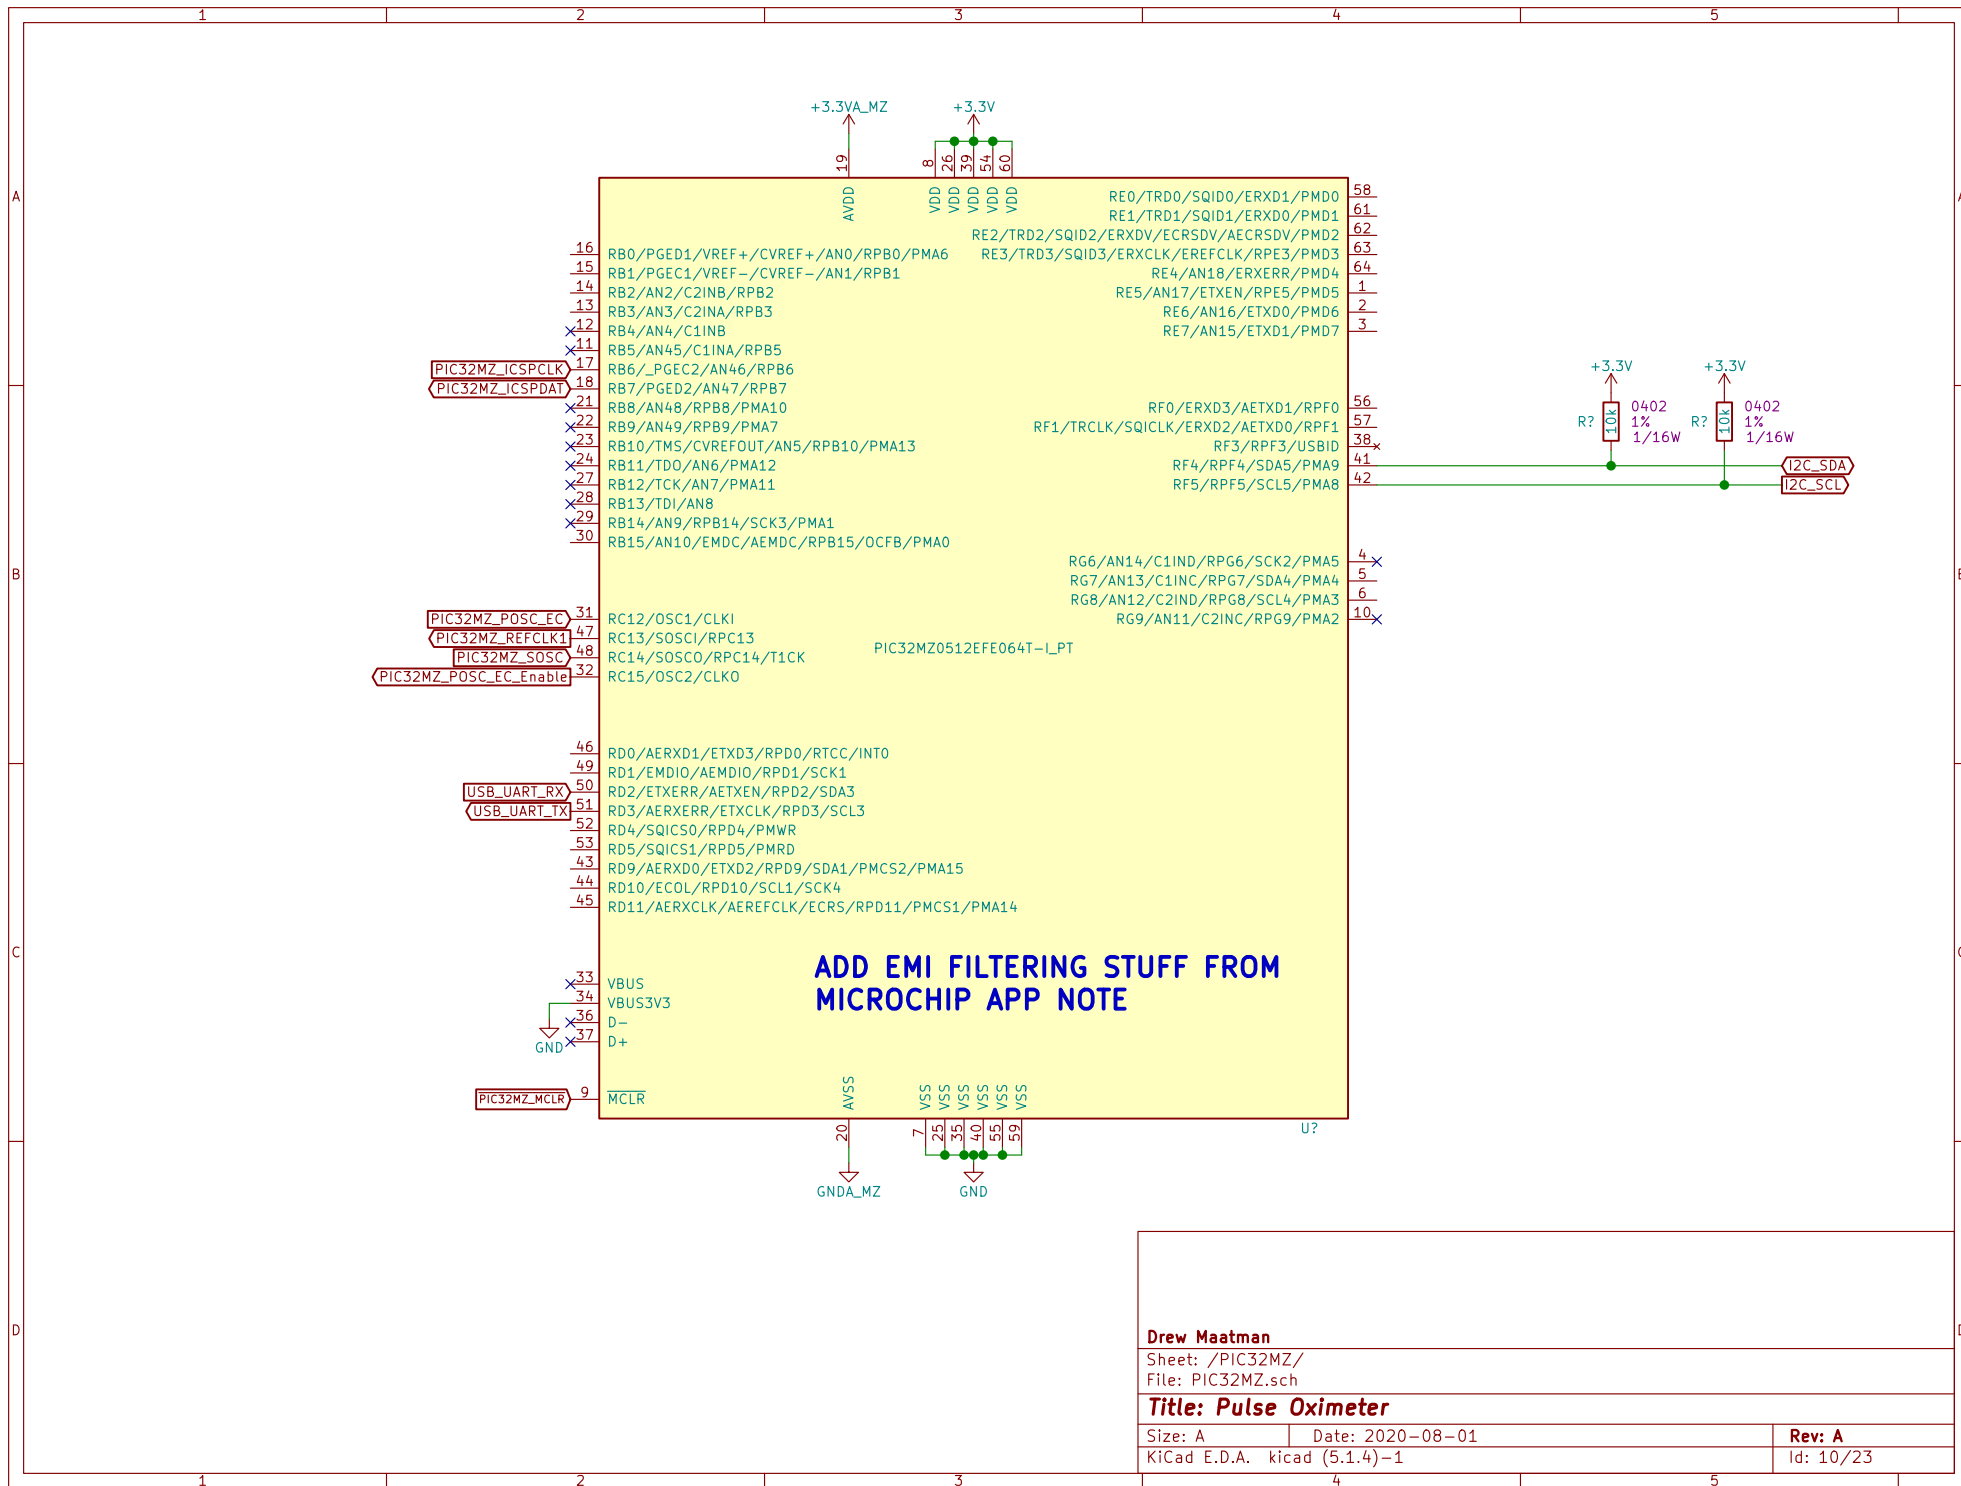 1 2 3 4 5
+3.3VA_MZ +3.3V
19 8 26 39 54 60
AVDD VDD VDD VDD VDD VDD
A
RE0/TRD0/SQID0/ERXD1/PMD0 58
RE1/TRD1/SQID1/ERXD0/PMD1 61
RE2/TRD2/SQID2/ERXDV/ECRSDV/AECRSDV/PMD2 62
16 RB0/PGED1/VREF+/CVREF+/AN0/RPB0/PMA6 RE3/TRD3/SQID3/ERXCLK/EREFCLK/RPE3/PMD3 63
15 RB1/PGEC1/VREF-/CVREF-/AN1/RPB1 RE4/AN18/ERXERR/PMD4 64
14 RB2/AN2/C2INB/RPB2 RE5/AN17/ETXEN/RPE5/PMD5 1
13 RB3/AN3/C2INA/RPB3 RE6/AN16/ETXD0/PMD6 2
12 RB4/AN4/C1INB RE7/AN15/ETXD1/PMD7 3
11 RB5/AN45/C1INA/RPB5
PIC32MZ_ICSPCLK 17 RB6/_PGEC2/AN46/RPB6 +3.3V +3.3V
PIC32MZ_ICSPDAT 18 RB7/PGED2/AN47/RPB7
21 RB8/AN48/RPB8/PMA10 RF0/ERXD3/AETXD1/RPF0 56 0402 0402
22 RB9/AN49/RPB9/PMA7 RF1/TRCLK/SQICLK/ERXD2/AETXD0/RPF1 57 R? 10k 1% R? 10k 1%
23 RB10/TMS/CVREFOUT/AN5/RPB10/PMA13 RF3/RPF3/USBID 38 1/16W 1/16W
24 RB11/TDO/AN6/PMA12 RF4/RPF4/SDA5/PMA9 41 I2C_SDA
27 RB12/TCK/AN7/PMA11 RF5/RPF5/SCL5/PMA8 42 I2C_SCL
28 RB13/TDI/AN8
29 RB14/AN9/RPB14/SCK3/PMA1
30 RB15/AN10/EMDC/AEMDC/RPB15/OCFB/PMA0
RG6/AN14/C1IND/RPG6/SCK2/PMA5 4
B
RG7/AN13/C1INC/RPG7/SDA4/PMA4 5
RG8/AN12/C2IND/RPG8/SCL4/PMA3 6
PIC32MZ_POSC_EC 31 RC12/OSC1/CLKI RG9/AN11/C2INC/RPG9/PMA2 10
PIC32MZ_REFCLK1 47 RC13/SOSCI/RPC13
PIC32MZ0512EFE064T-I_PT
PIC32MZ_SOSC 48 RC14/SOSCO/RPC14/T1CK
PIC32MZ_POSC_EC_Enable 32 RC15/OSC2/CLKO
46 RD0/AERXD1/ETXD3/RPD0/RTCC/INT0
49 RD1/EMDIO/AEMDIO/RPD1/SCK1
USB_UART_RX 50 RD2/ETXERR/AETXEN/RPD2/SDA3
USB_UART_TX 51 RD3/AERXERR/ETXCLK/RPD3/SCL3
52 RD4/SQICS0/RPD4/PMWR
53 RD5/SQICS1/RPD5/PMRD
43 RD9/AERXD0/ETXD2/RPD9/SDA1/PMCS2/PMA15
44 RD10/ECOL/RPD10/SCL1/SCK4
45 RD11/AERXCLK/AEREFCLK/ECRS/RPD11/PMCS1/PMA14
C
ADD EMI FILTERING STUFF FROM
MICROCHIP APP NOTE
33 VBUS
34 VBUS3V3
36 D-
37 D+
GND
PIC32MZ_MCLR 9 MCLR
AVSS VSS VSS VSS VSS VSS VSS
20 7 25 35 40 55 59
U?
GNDA_MZ GND
D
Drew Maatman
Sheet: /PIC32MZ/
File: PIC32MZ.sch
Title: Pulse Oximeter
Size: A Date: 2020-08-01 Rev: A
KiCad E.D.A. kicad (5.1.4)-1 Id: 10/23
1 2 3 4 5